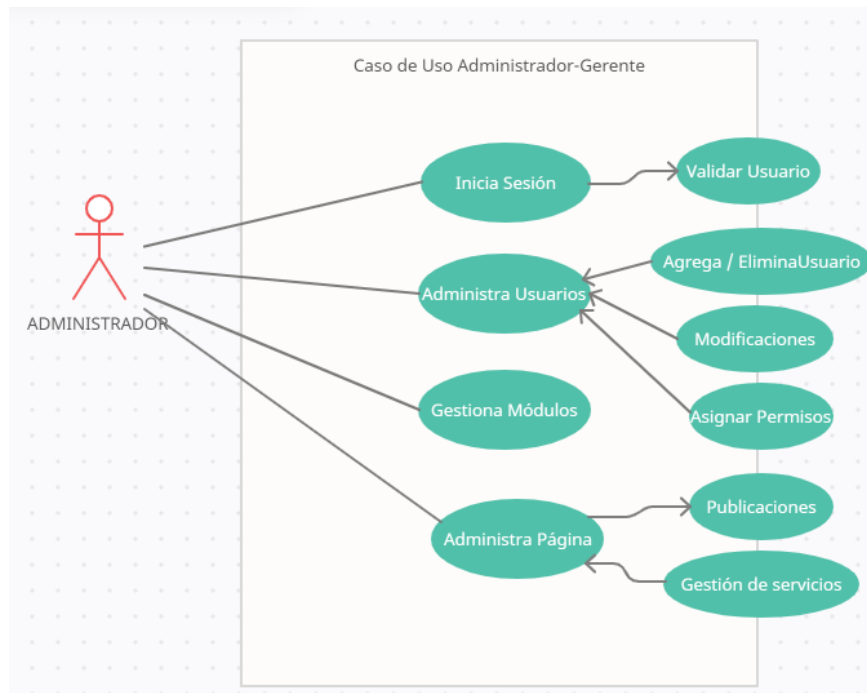 Caso de Uso Administrador-Gerente
Inicia Sesión
Validar Usuario
Administra Usuarios
Agrega / EliminaUsuario
Modificaciones
Asignar Permisos
ADMINISTRADOR
Gestiona Módulos
Administra Página
Publicaciones
Gestión de servicios